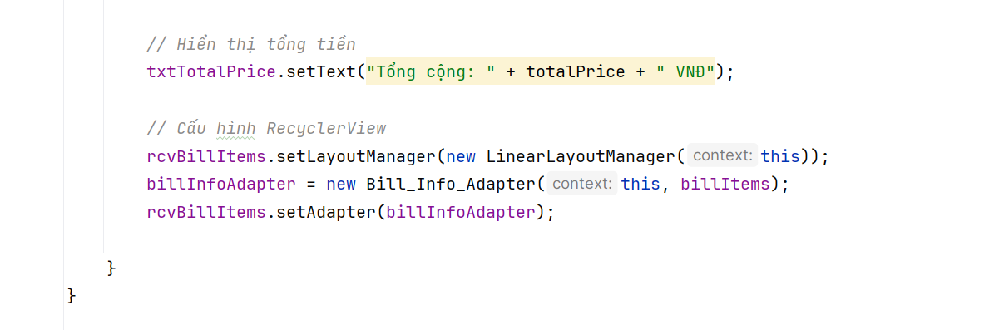 // Hiển thị tổng tiền
txtTotalPrice.setText("Tổng cộng: " + totalPrice + " VNĐ");
// Cấu hình RecyclerView
rcvBillItems.setLayoutManager(new LinearLayoutManager( context: this));
billInfoAdapter = new Bill_Info_Adapter( context: this, billItems);
rcvBillItems.setAdapter(billInfoAdapter);
}
}